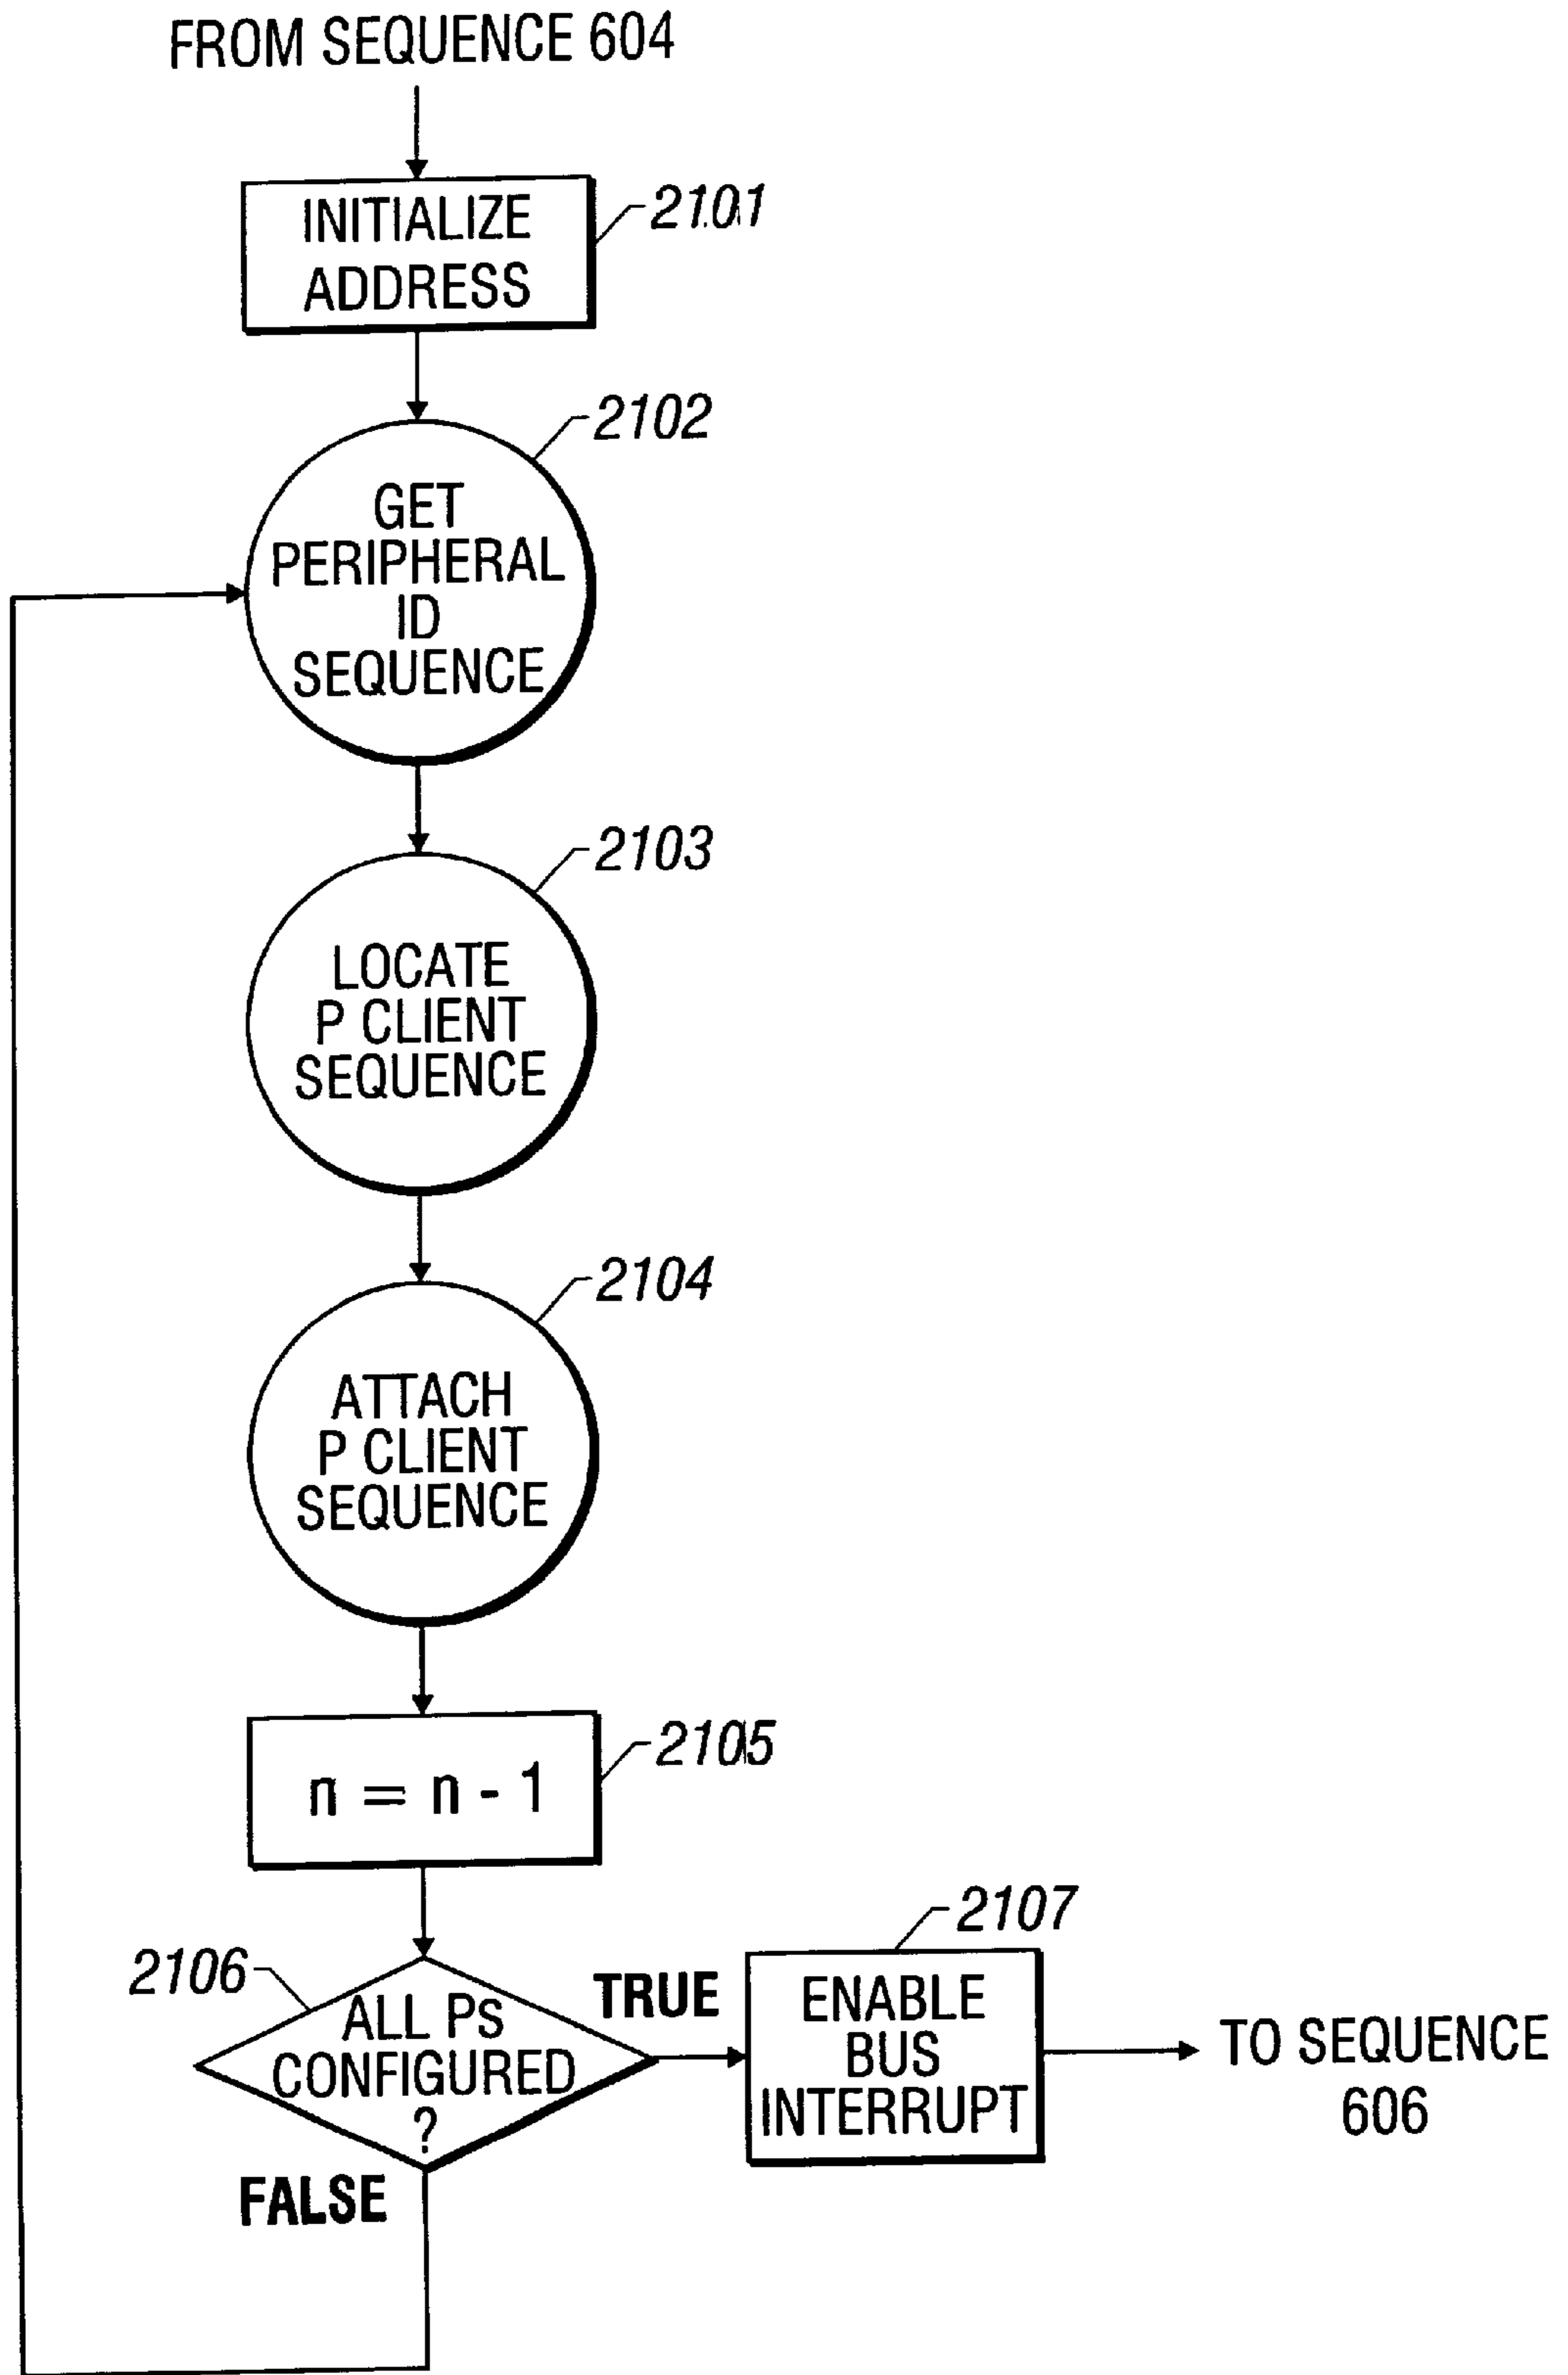 FROM SEQUENCE 604
INITIALIZE
ADDRESS
2101
2102
GET
PERIPHERAL
ID
SEQUENCE
2103
LOCATE
P CLIENT
SEQUENCE
2104
ATTACH
P CLIENT
SEQUENCE
2105
n = n - 1
2106
ALL PS
CONFIGURED
?
TRUE
FALSE
2107
ENABLE
BUS
INTERRUPT
TO SEQUENCE
606